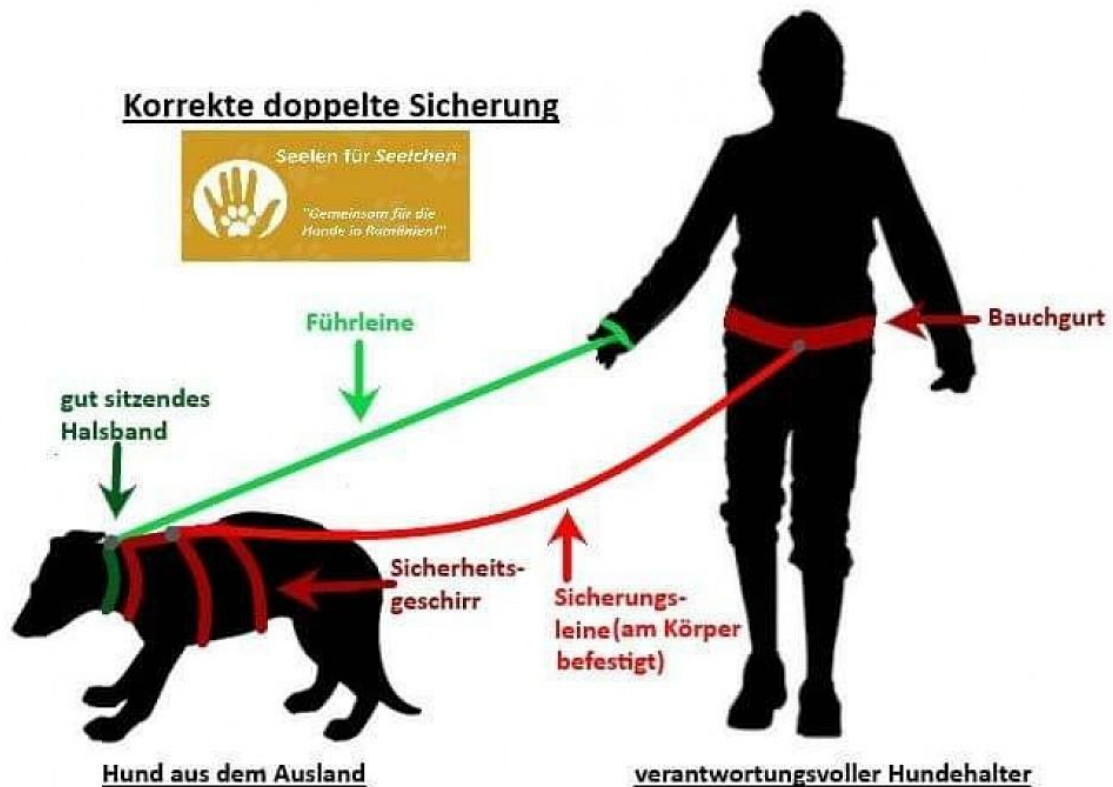 Korrekte doppelte Sicherung
Seelen für Seelchen
"Gemeinsam für die
Hunde in Rumänien!"
Führleine
Bauchgurt
gut sitzendes
Halsband
Sicherheits-
geschirr
Sicherungs-
leine(am Körper
befestigt)
Hund aus dem Ausland
verantwortungsvoller Hundehalter